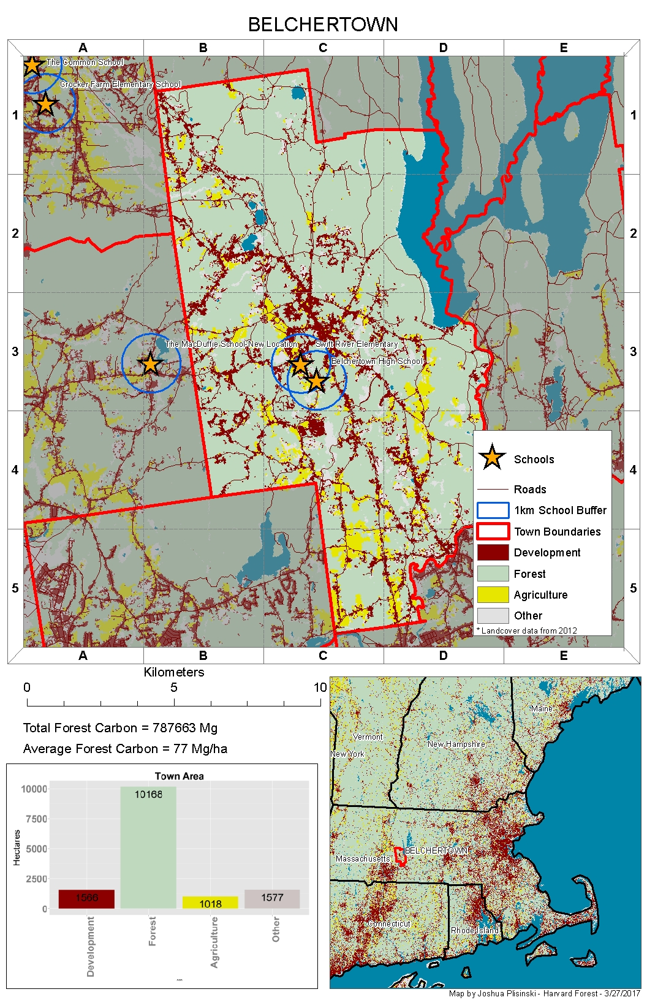 BELCHERTOWN
A B C D E
The Common School
Crocker Farm Elementary School
1 1
2 2
3 3
The MacDuffie School-New Location
Swift River Elementary
Belchertown High School
4 4
5 5
Schools
Roads
1km School Buffer
Town Boundaries
Development
Forest
Agriculture
Other
* Landcover data from 2012
A B C D E
Kilometers
0 5 10
Total Forest Carbon = 787663 Mg
Average Forest Carbon = 77 Mg/ha
Town Area
Hectares
10000
7500
5000
2500
0
1566
10168
1018
1577
Development
Forest
Agriculture
Other
Maine
Vermont
New Hampshire
New York
BELCHERTOWN
Massachusetts
Connecticut
Rhode Island
Map by Joshua Plisinski - Harvard Forest - 3/27/2017